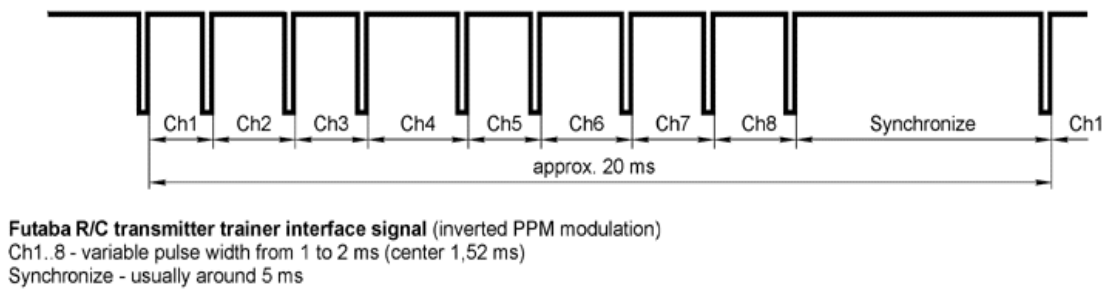 Ch1 Ch2 Ch3 Ch4 Ch5 Ch6 Ch7 Ch8 Synchronize Ch1
approx. 20 ms
Futaba R/C transmitter trainer interface signal (inverted PPM modulation)
Ch1..8 - variable pulse width from 1 to 2 ms (center 1,52 ms)
Synchronize - usually around 5 ms